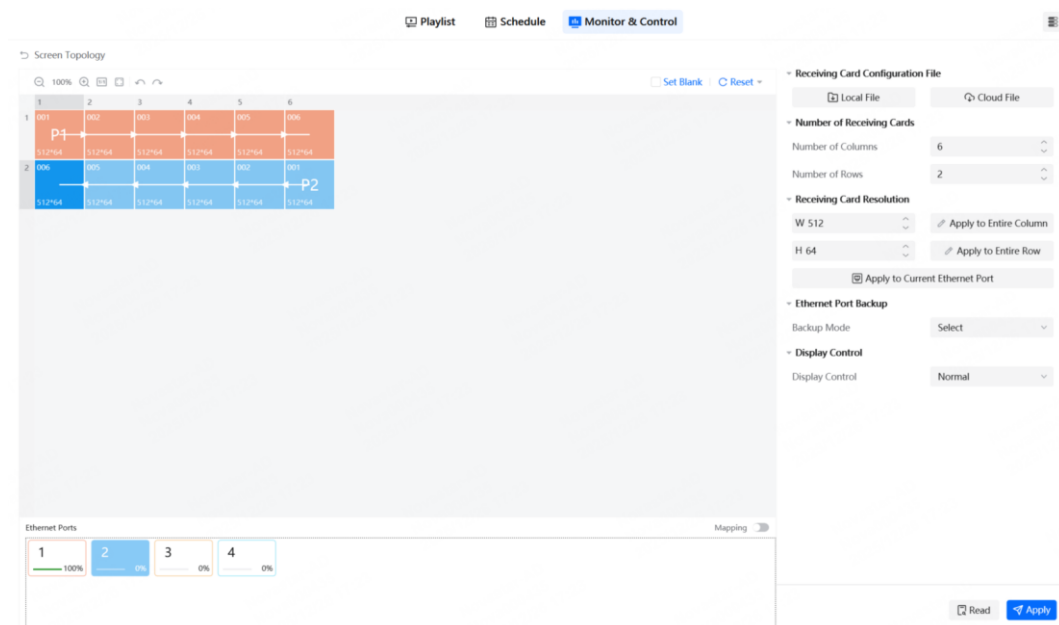 Playlist Schedule Monitor & Control
Screen Topology
100% Set Blank Reset
1 2 3 4 5 6
1 001 002 003 004 005 006
P1
512*64 512*64 512*64 512*64 512*64 512*64
2 006 005 004 003 002 001
P2
512*64 512*64 512*64 512*64 512*64 512*64
Receiving Card Configuration File
Local File Cloud File
Number of Receiving Cards
Number of Columns 6
Number of Rows 2
Receiving Card Resolution
W 512 Apply to Entire Column
H 64 Apply to Entire Row
Apply to Current Ethernet Port
Ethernet Port Backup
Backup Mode Select
Display Control
Display Control Normal
Ethernet Ports Mapping
1 2 3 4
100% 0% 0% 0%
Read Apply